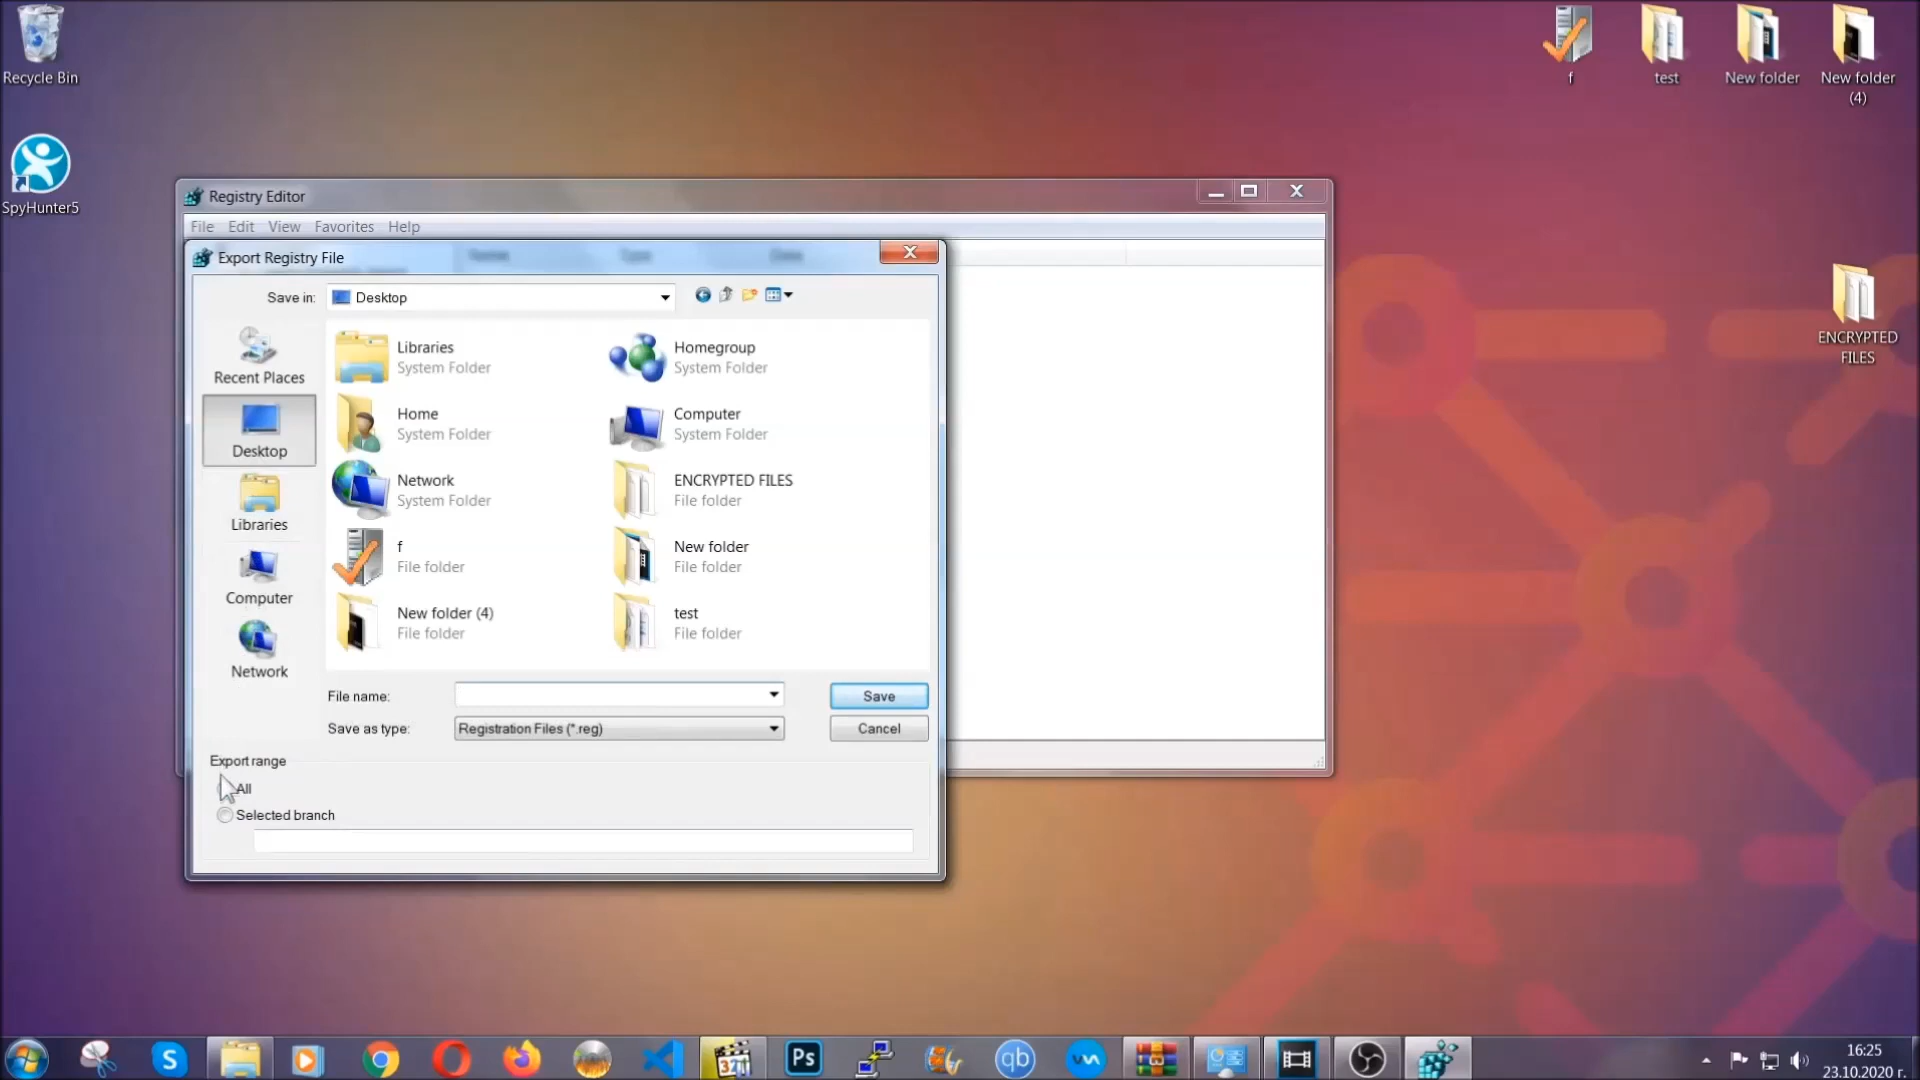 Recycle Bin
SpyHunter5
f
test
New folder
New folder
(4)
ENCRYPTED
FILES
Registry Editor
File Edit View Favorites Help
Export Registry File
Save in:
Desktop
Recent Places
Desktop
Libraries
Computer
Network
Libraries
System Folder
Homegroup
System Folder
Home
System Folder
Computer
System Folder
Network
System Folder
ENCRYPTED FILES
File folder
f
File folder
New folder
File folder
New folder (4)
File folder
test
File folder
File name:
Save
Save as type:
Registration Files (*.reg)
Cancel
Export range
All
Selected branch
S
321
Ps
qb
16:25
23.10.2020 г.